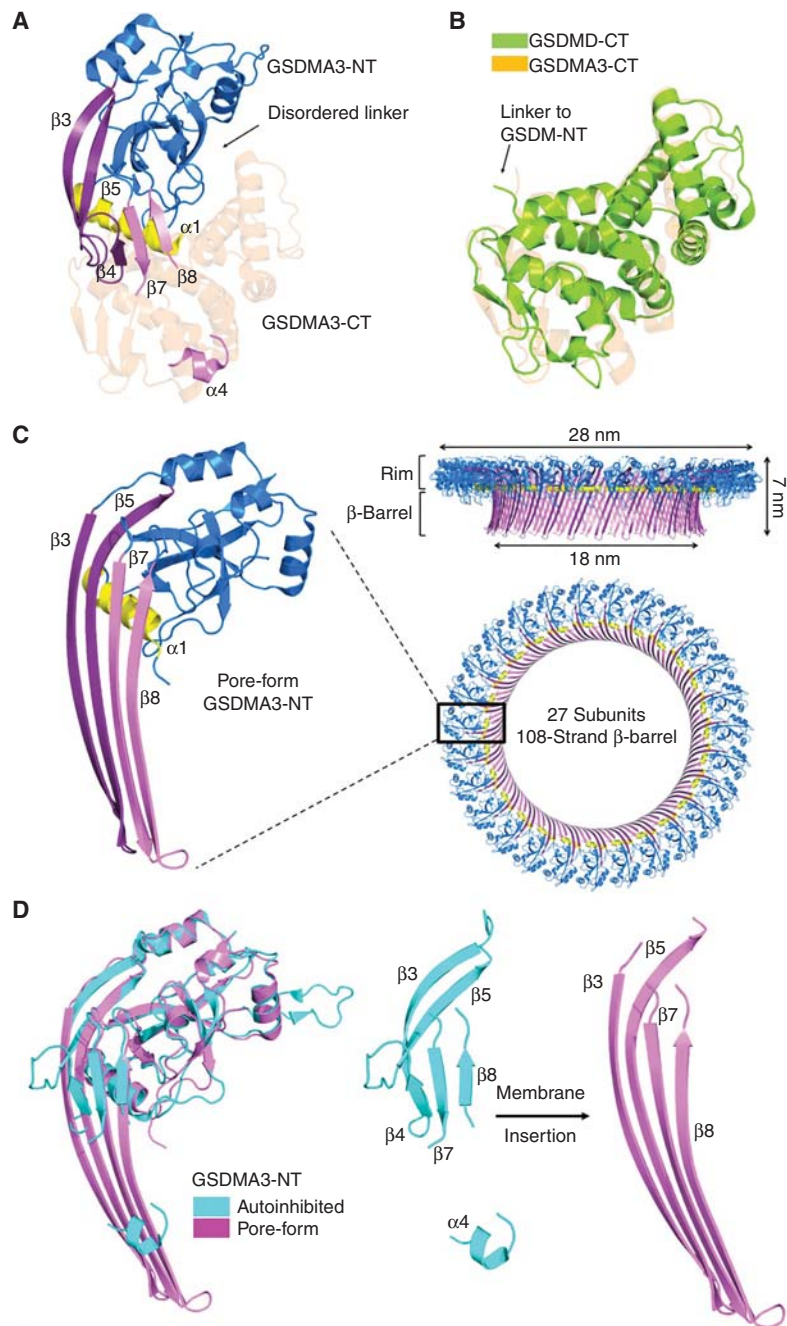 A
GSDMA3-NT
β3
Disordered linker
β5
α1
β4
β7
β8
GSDMA3-CT
α4
B
GSDMD-CT
GSDMA3-CT
Linker to
GSDM-NT
C
β5
β3
β7
α1
β8
Pore-form
GSDMA3-NT
28 nm
Rim
β-Barrel
7 nm
18 nm
27 Subunits
108-Strand β-barrel
D
GSDMA3-NT
Autoinhibited
Pore-form
β3
β5
β8
β4
β7
α4
Membrane
Insertion
β5
β3
β7
β8